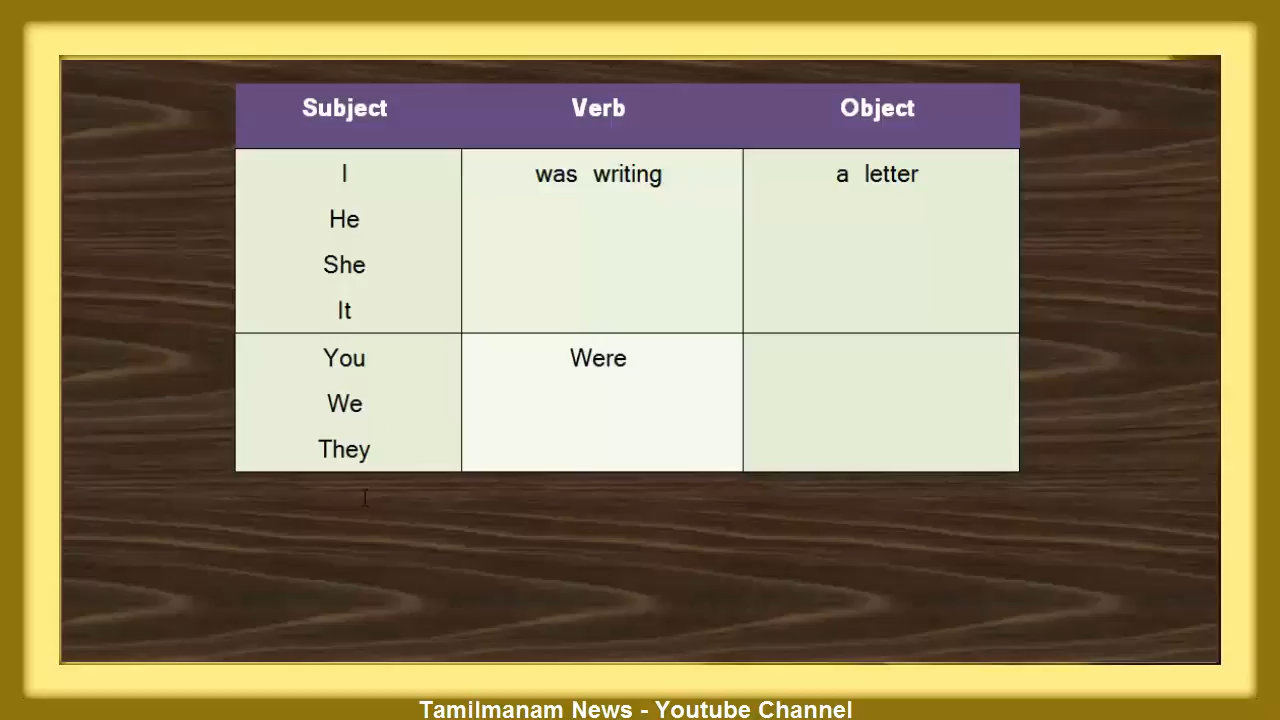 Subject Verb Object
I was writing a letter
He
She
It
You Were
We
They
Tamilmanam News - Youtube Channel